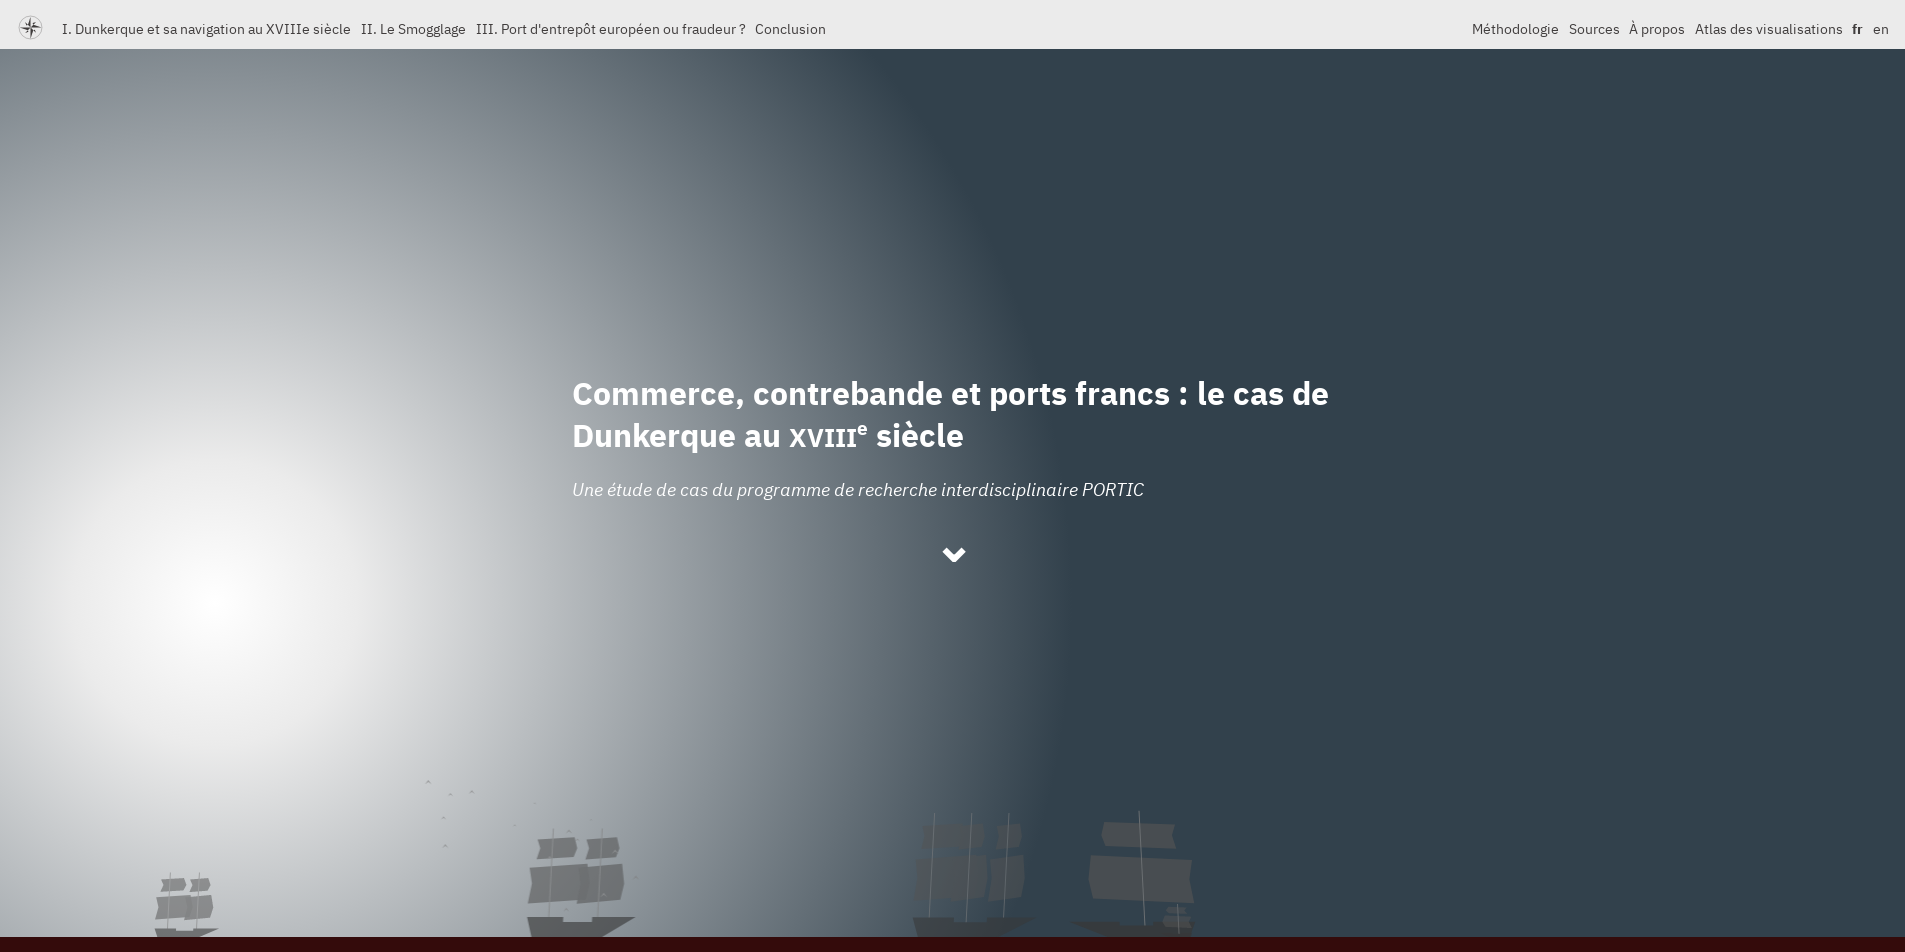 I. Dunkerque et sa navigation au XVIIIe siècle II. Le Smogglage III. Port d'entrepôt européen ou fraudeur ? Conclusion Méthodologie Sources À propos Atlas des visualisations fr en
Commerce, contrebande et ports francs : le cas de
Dunkerque au XVIIIe siècle
Une étude de cas du programme de recherche interdisciplinaire PORTIC